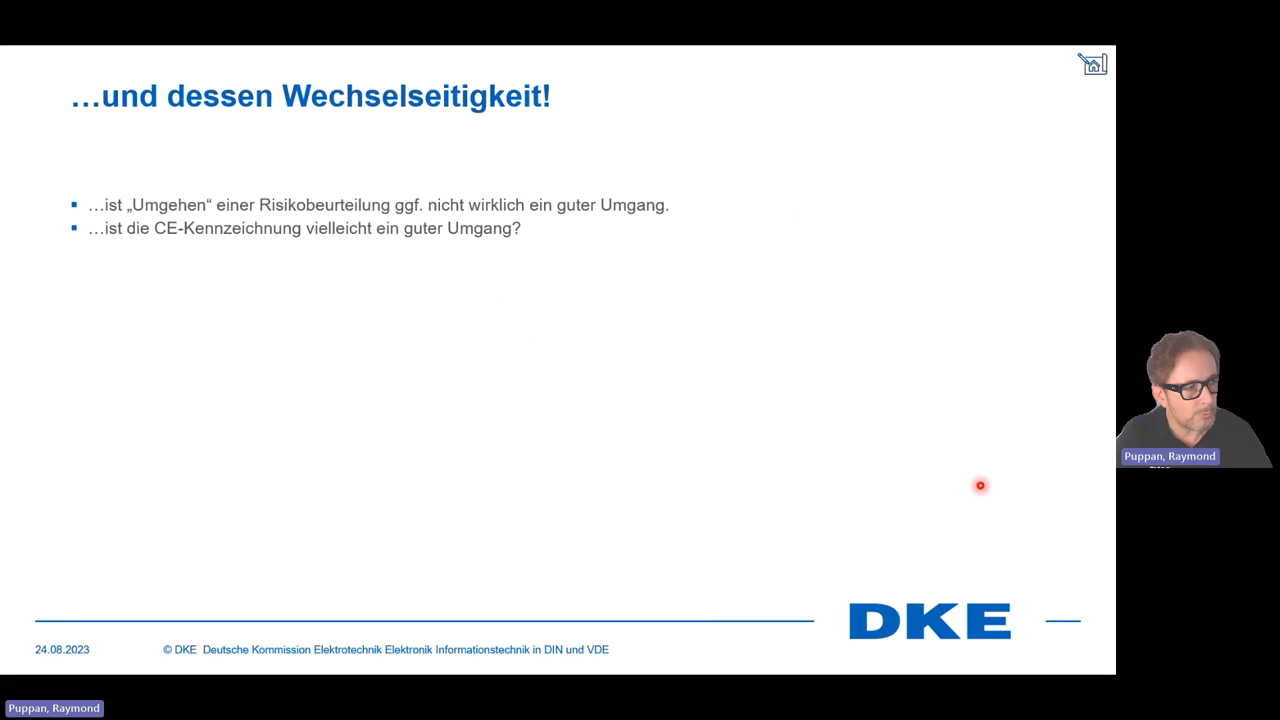 …und dessen Wechselseitigkeit!
…ist „Umgehen“ einer Risikobeurteilung ggf. nicht wirklich ein guter Umgang.
…ist die CE-Kennzeichnung vielleicht ein guter Umgang?
Puppan, Raymond
DKE
24.08.2023
© DKE Deutsche Kommission Elektrotechnik Elektronik Informationstechnik in DIN und VDE
Puppan, Raymond